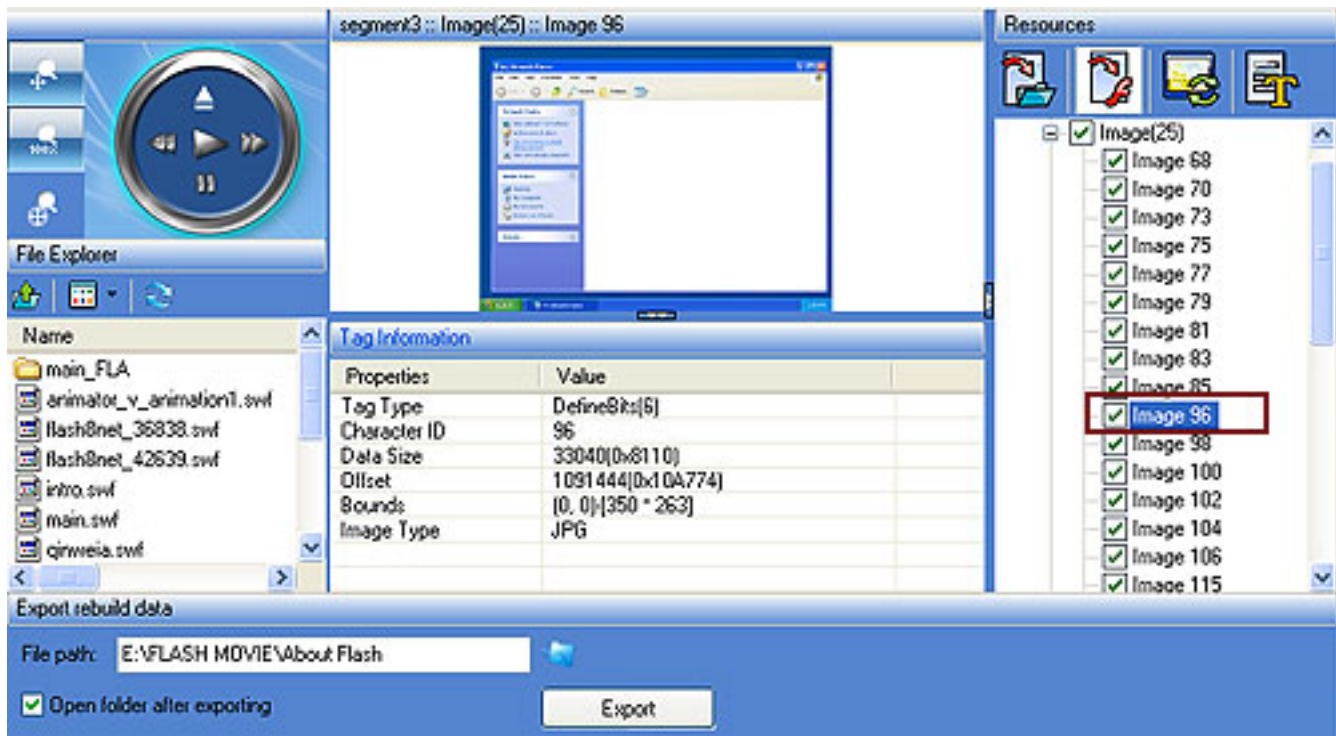 segment3 :: Image(25) :: Image 96
Resources
100%
File Explorer
Name
main_FLA
animator_v_animation1.swf
flash8net_36838.swf
flash8net_42639.swf
intro.swf
main.swf
qinweia.swf
Tag Information
Properties Value
Tag Type DefineBits(6)
Character ID 96
Data Size 33040(0x8110)
Offset 1091444(0x10A774)
Bounds (0, 0)-[350 * 263]
Image Type JPG
Image(25)
Image 68
Image 70
Image 73
Image 75
Image 77
Image 79
Image 81
Image 83
Image 85
Image 96
Image 98
Image 100
Image 102
Image 104
Image 106
Image 115
Export rebuild data
File path: E:\FLASH MOVIE\About Flash
Open folder after exporting
Export